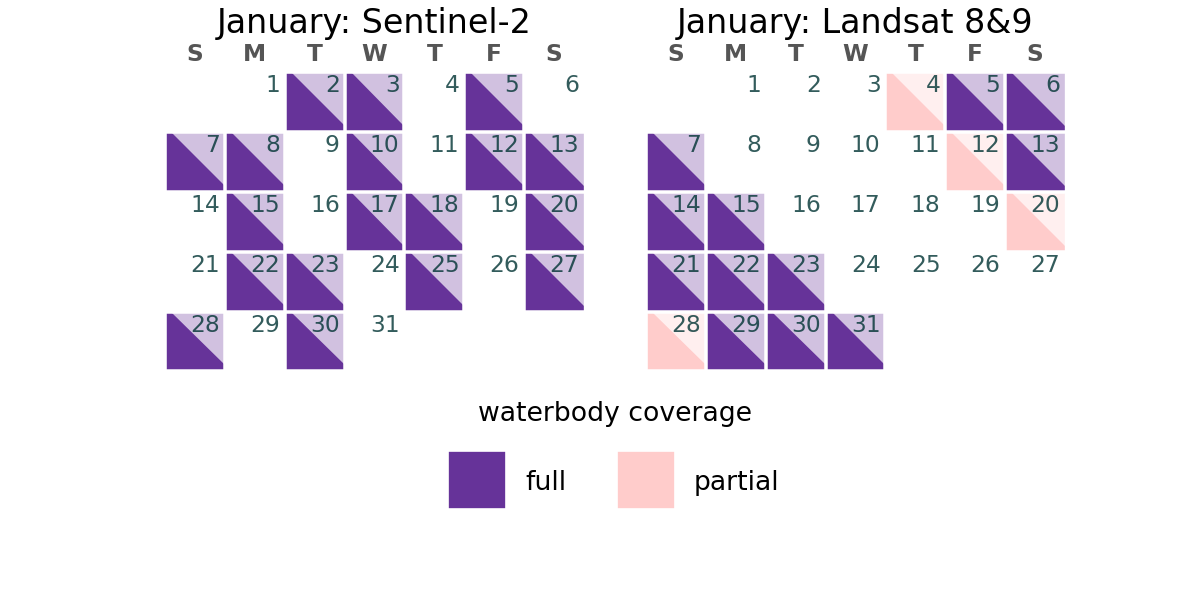 January: Sentinel-2
S M T W T F S
1 2 3 4 5 6
7 8 9 10 11 12 13
14 15 16 17 18 19 20
21 22 23 24 25 26 27
28 29 30 31
January: Landsat 8&9
S M T W T F S
1 2 3 4 5 6
7 8 9 10 11 12 13
14 15 16 17 18 19 20
21 22 23 24 25 26 27
28 29 30 31
waterbody coverage
full partial